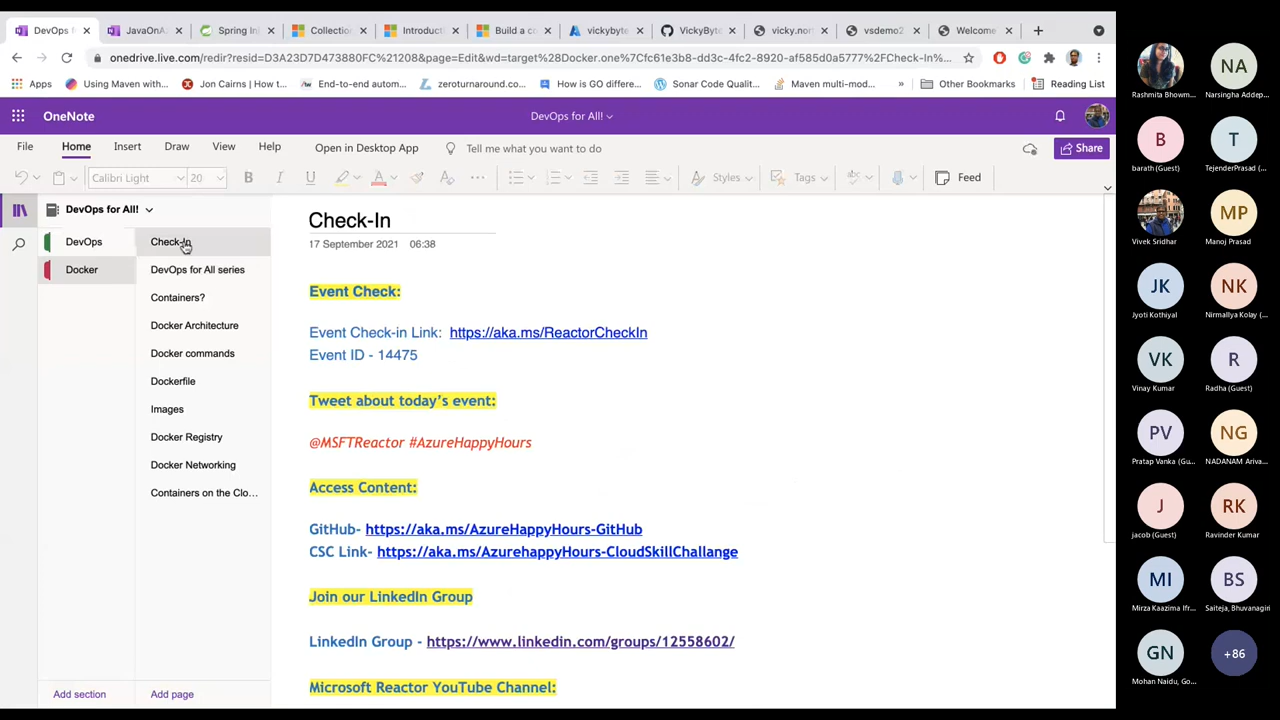 DevOps f
JavaOnA
Spring In
Collection
Introduct
Build a co
vickybyte
VickyByte
vicky.nor
vsdemo2
Welcome
onedrive.live.com/redir?resid=D3A23D7D473880FC%21208&page=Edit&wd=target%28Docker.one%7Cfc61e3b8-dd3c-4fc2-8920-af585d0a5777%2FCheck-In%...
Apps
Using Maven with...
Jon Cairns | How t...
End-to-end autom...
zeroturnaround.co...
How is GO differe...
Sonar Code Qualit...
Maven multi-mod...
»
Other Bookmarks
Reading List
OneNote
DevOps for All!
File
Home
Insert
Draw
View
Help
Open in Desktop App
Tell me what you want to do
Share
Calibri Light
20
B
I
U
A
Styles
Tags
Feed
DevOps for All!
DevOps
Docker
Check-In
DevOps for All series
Containers?
Docker Architecture
Docker commands
Dockerfile
Images
Docker Registry
Docker Networking
Containers on the Clo...
Add section
Add page
Check-In
17 September 2021 06:38
Event Check:
Event Check-in Link: https://aka.ms/ReactorCheckIn
Event ID - 14475
Tweet about today's event:
@MSFTReactor #AzureHappyHours
Access Content:
GitHub- https://aka.ms/AzureHappyHours-GitHub
CSC Link- https://aka.ms/AzurehappyHours-CloudSkillChallange
Join our LinkedIn Group
LinkedIn Group - https://www.linkedin.com/groups/12558602/
Microsoft Reactor YouTube Channel:
Rashmita Bhowm...
NA
Narsingha Addep...
B
barath (Guest)
T
TejenderPrasad (...
Vivek Sridhar
MP
Manoj Prasad
JK
Jyoti Kothiyal
NK
Nirmallya Kolay (...
VK
Vinay Kumar
R
Radha (Guest)
PV
Pratap Vanka (Gu...
NG
NADANAM Ariva...
J
jacob (Guest)
RK
Ravinder Kumar
MI
Mirza Kaazima Ifr...
BS
Saiteja, Bhuvanagiri
GN
Mohan Naidu, Go...
+86